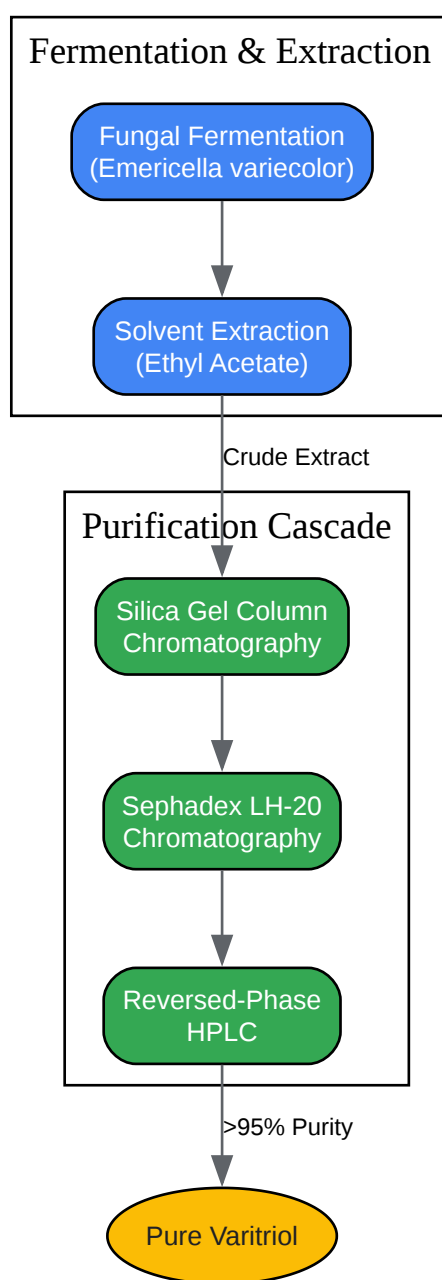 Fermentation & Extraction
Fungal Fermentation
(Emericella variecolor)
Solvent Extraction
(Ethyl Acetate)
Crude Extract
Purification Cascade
Silica Gel Column
Chromatography
Sephadex LH-20
Chromatography
Reversed-Phase
HPLC
>95% Purity
Pure Varitriol